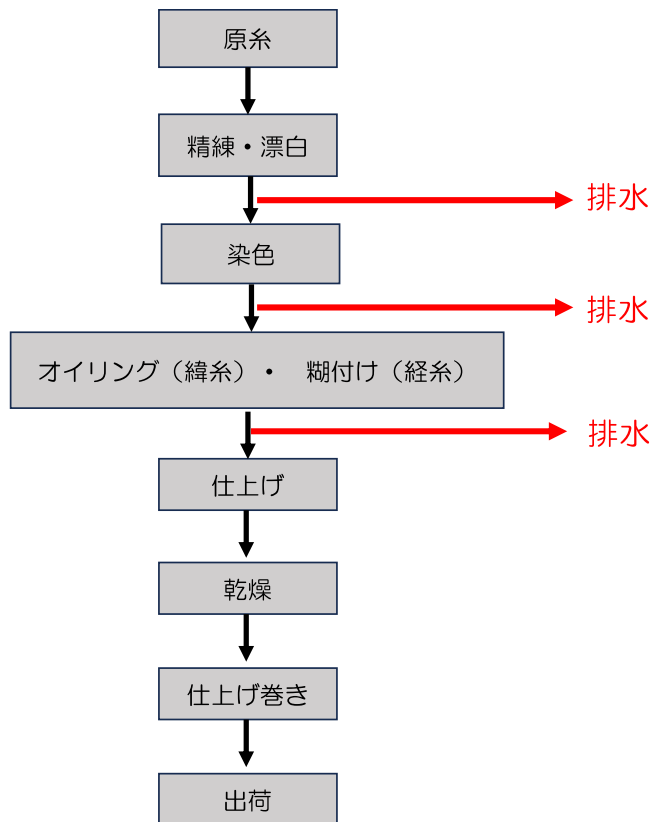 原糸
精練・漂白
排水
染色
排水
オイリング（緯糸）・　糊付け（経糸）
排水
仕上げ
乾燥
仕上げ巻き
出荷